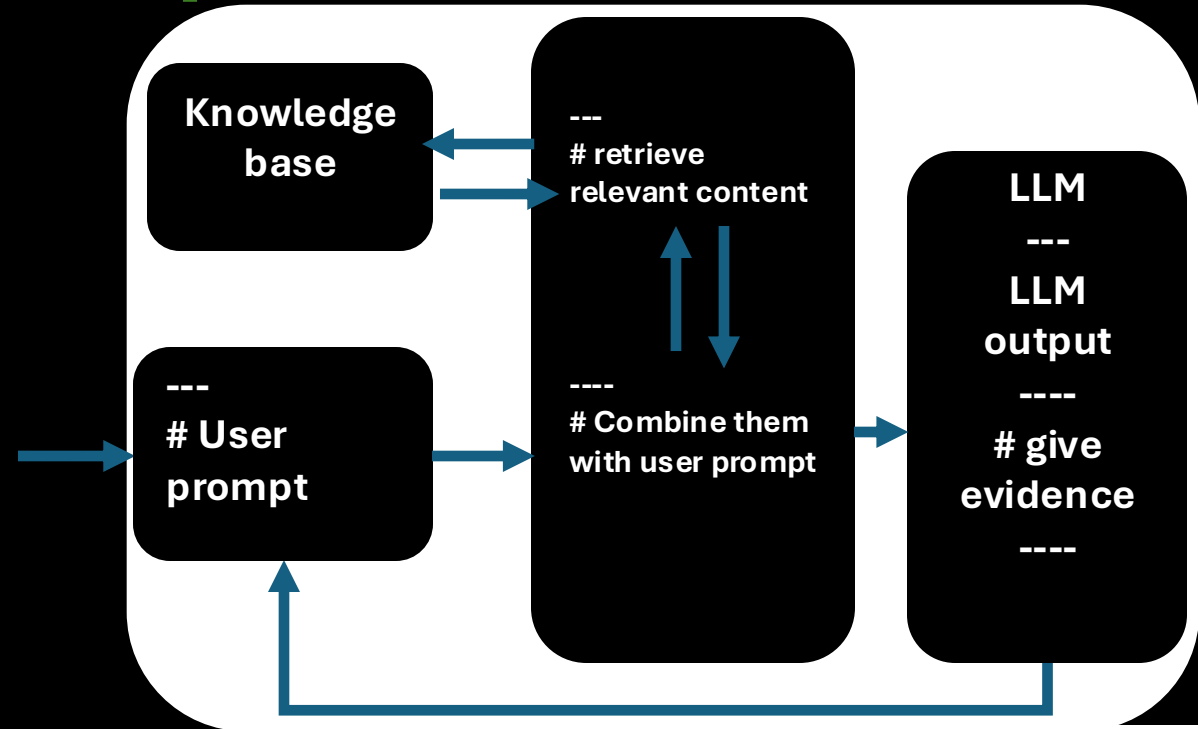 Knowledge
base
---
# User
prompt
---
# retrieve
relevant content
----
# Combine them
with user prompt
LLM
---
LLM
output
----
# give
evidence
----